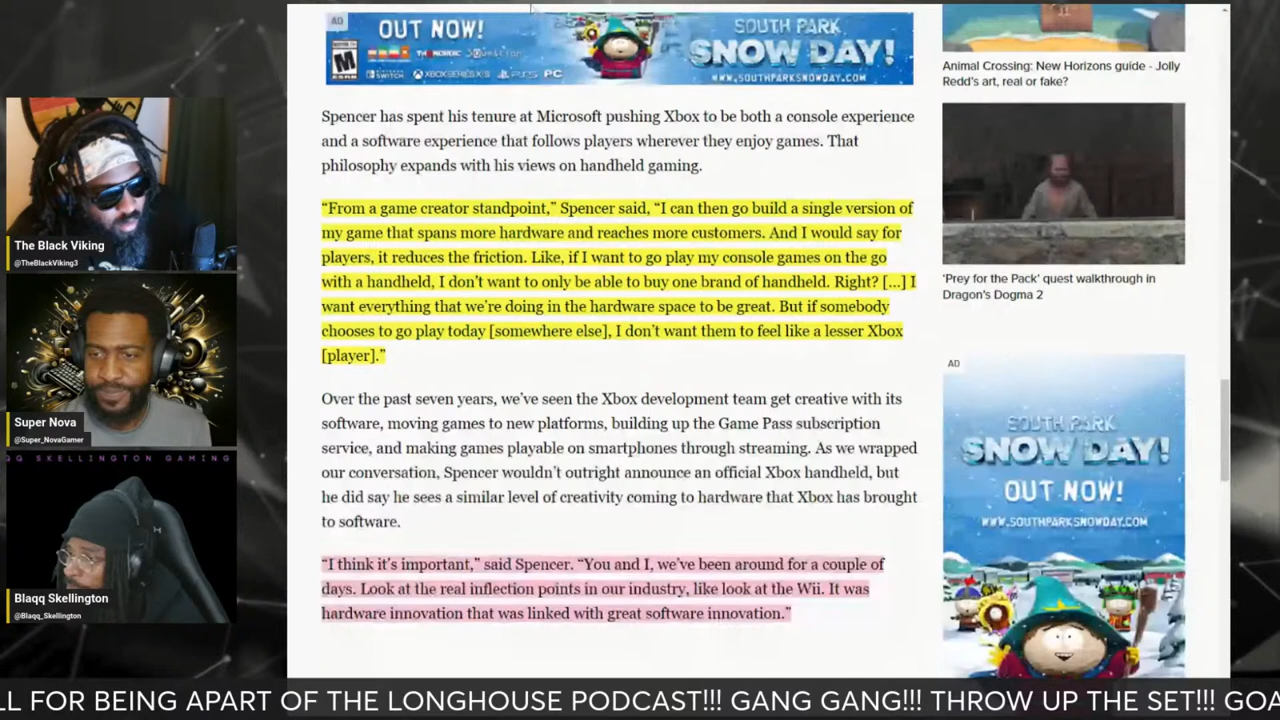 AD
OUT NOW!
SOUTH PARK
SNOW DAY!
M
SWITCH XBOX SERIES X|S PS5 PC
WWW.SOUTHPARKSNOWDAY.COM
Animal Crossing: New Horizons guide - Jolly
Redd's art, real or fake?
Spencer has spent his tenure at Microsoft pushing Xbox to be both a console experience
and a software experience that follows players wherever they enjoy games. That
philosophy expands with his views on handheld gaming.
“From a game creator standpoint,” Spencer said, “I can then go build a single version of
my game that spans more hardware and reaches more customers. And I would say for
players, it reduces the friction. Like, if I want to go play my console games on the go
with a handheld, I don’t want to only be able to buy one brand of handheld. Right? [...] I
want everything that we’re doing in the hardware space to be great. But if somebody
chooses to go play today [somewhere else], I don’t want them to feel like a lesser Xbox
[player].”
‘Prey for the Pack’ quest walkthrough in
Dragon's Dogma 2
Over the past seven years, we’ve seen the Xbox development team get creative with its
software, moving games to new platforms, building up the Game Pass subscription
service, and making games playable on smartphones through streaming. As we wrapped
our conversation, Spencer wouldn’t outright announce an official Xbox handheld, but
he did say he sees a similar level of creativity coming to hardware that Xbox has brought
to software.
“I think it’s important,” said Spencer. “You and I, we’ve been around for a couple of
days. Look at the real inflection points in our industry, like look at the Wii. It was
hardware innovation that was linked with great software innovation.”
AD
SOUTH PARK
SNOW DAY!
OUT NOW!
WWW.SOUTHPARKSNOWDAY.COM
The Black Viking
@TheBlackViking3
Super Nova
@Super_NovaGamer
QQ SKELLINGTON GAMING
Blaqq Skellington
@Blaqq_Skellington
LL FOR BEING APART OF THE LONGHOUSE PODCAST!!! GANG GANG!!! THROW UP THE SET!!! GOA